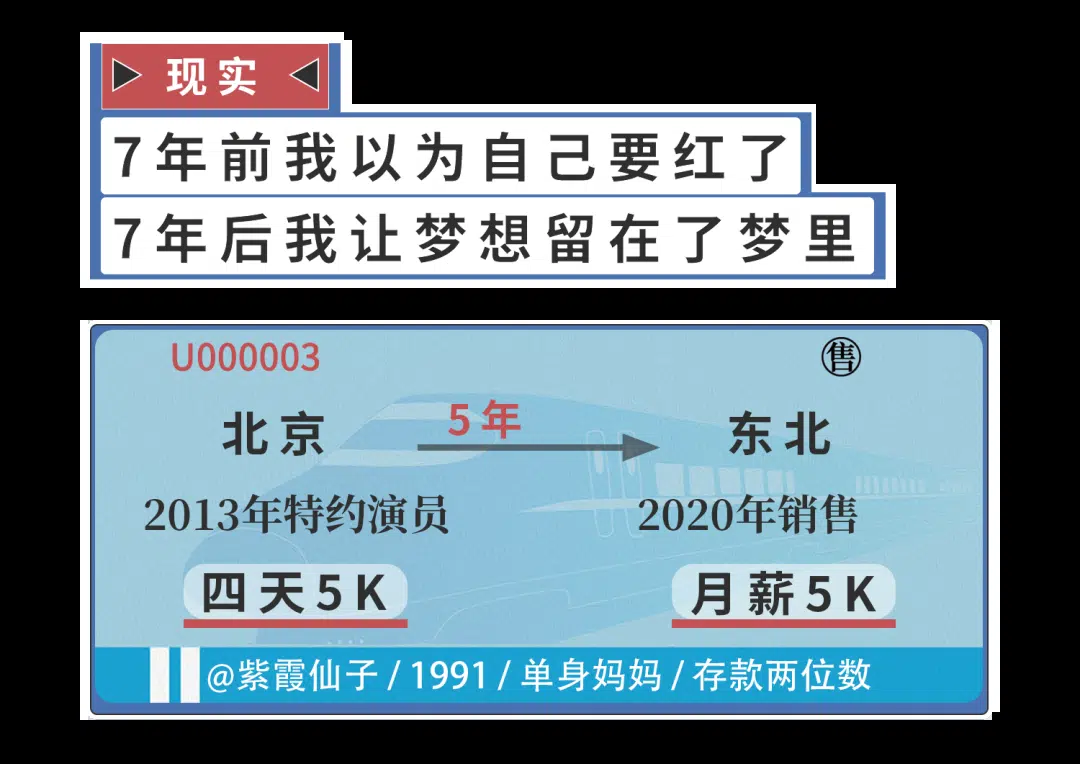 现实
7年前我以为自己要红了
7年后我让梦想留在了梦里
U000003
售
北京
5年
东北
2013年特约演员
2020年销售
四天5K
月薪5K
@紫霞仙子 / 1991 / 单身妈妈 / 存款两位数